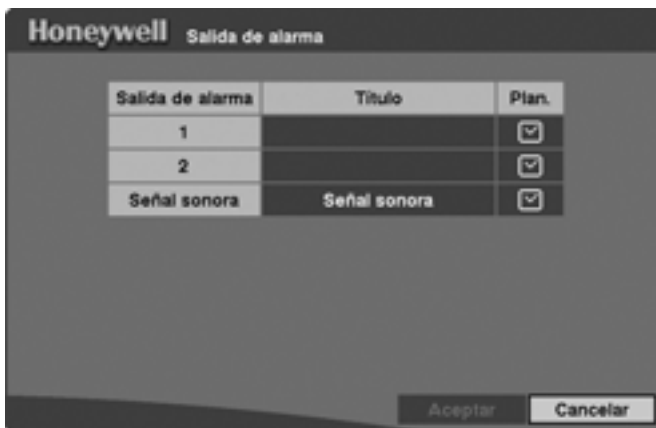 Honeywell Salida de alarma
Salida de alarma Título Plan.
1
2
Señal sonora Señal sonora
Aceptar Cancelar